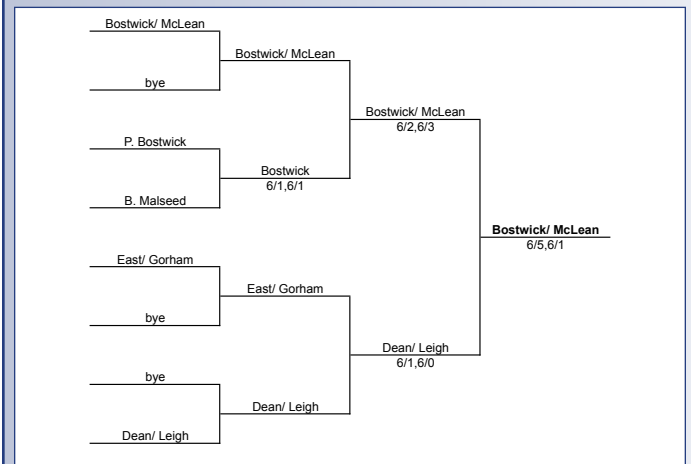 Bostwick/ McLean
Bostwick/ McLean
bye
Bostwick/ McLean
6/2,6/3
P. Bostwick
Bostwick
6/1,6/1
B. Malseed
Bostwick/ McLean
6/5,6/1
East/ Gorham
East/ Gorham
bye
Dean/ Leigh
6/1,6/0
bye
Dean/ Leigh
Dean/ Leigh